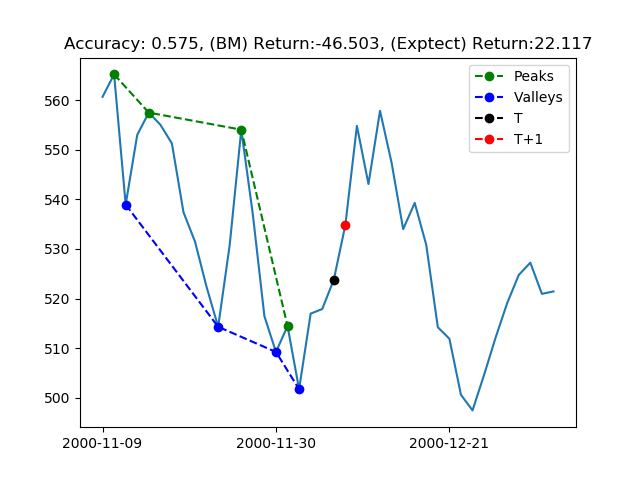 Accuracy: 0.575, (BM) Return:-46.503, (Exptect) Return:22.117
Peaks
Valleys
T
T+1
560
550
540
530
520
510
500
2000-11-09
2000-11-30
2000-12-21